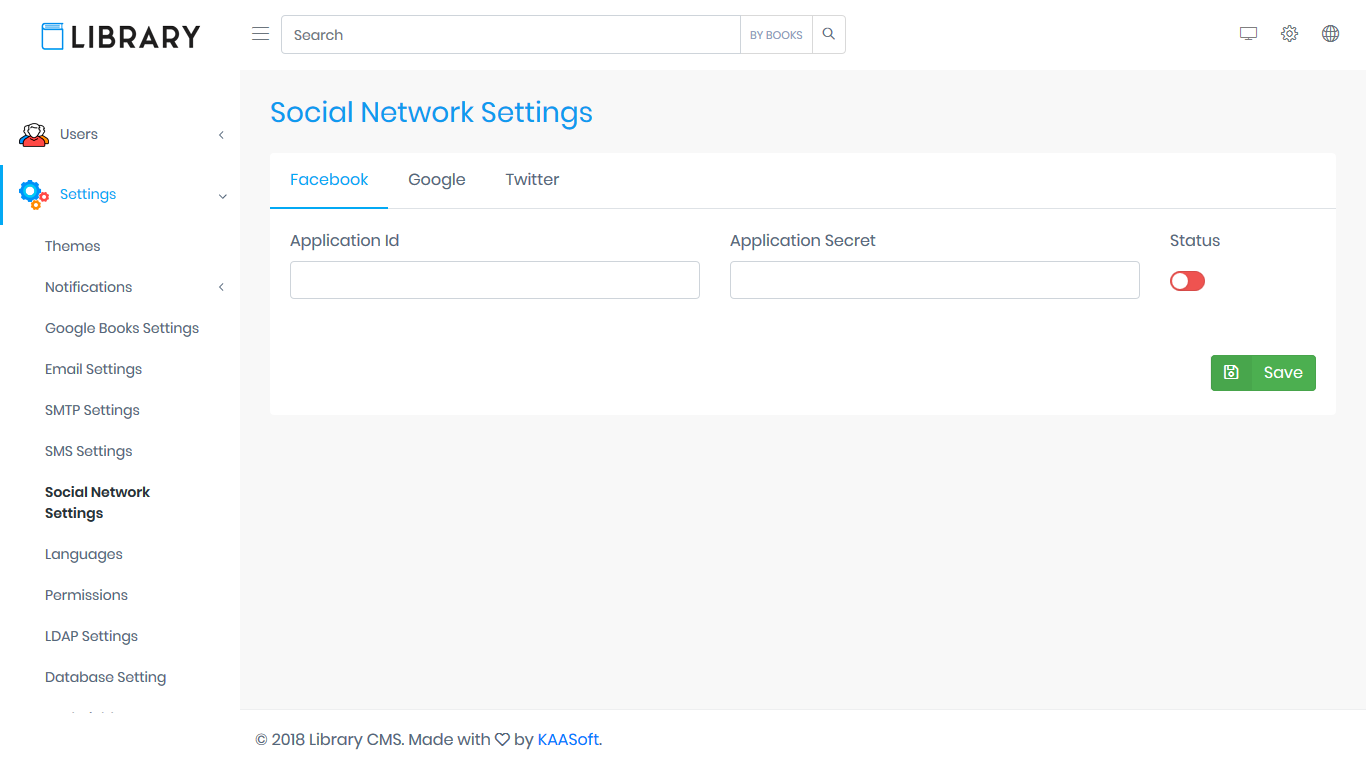 LIBRARY
Search
BY BOOKS
Users
Settings
Themes
Notifications
Google Books Settings
Email Settings
SMTP Settings
SMS Settings
Social Network
Settings
Languages
Permissions
LDAP Settings
Database Setting
Social Network Settings
Facebook Google Twitter
Application Id Application Secret Status
Save
© 2018 Library CMS. Made with ♡ by KAASoft.